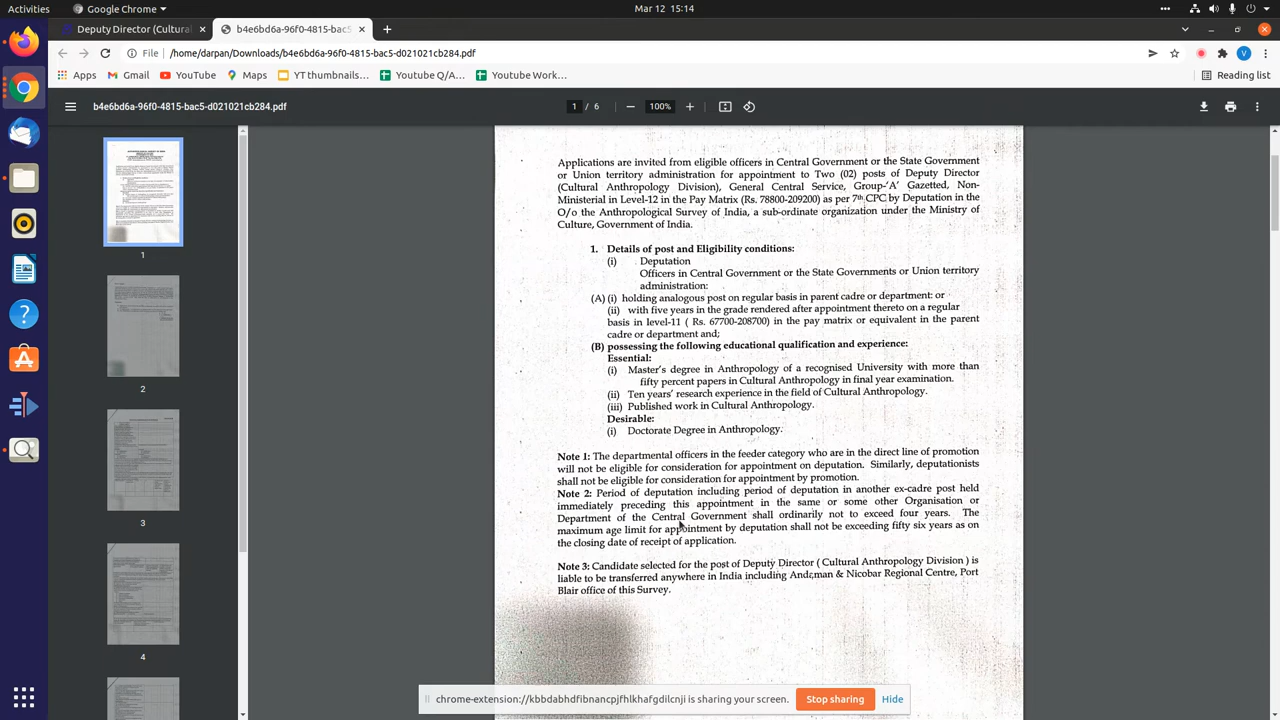 Activities
Google Chrome
Mar 12 15:14
Deputy Director (Cultural
b4e6bd6a-96f0-4815-bac5
File
/home/darpan/Downloads/b4e6bd6a-96f0-4815-bac5-d021021cb284.pdf
V
Apps
Gmail
YouTube
Maps
YT thumbnails...
Youtube Q/A...
Youtube Work...
Reading list
b4e6bd6a-96f0-4815-bac5-d021021cb284.pdf
1 / 6
100%
1
2
3
4
Applications are invited from eligible officers in Central Government or the State Government
or Union territory administration for appointment to Two (02) posts of Deputy Director
(Cultural Anthropology Division), General Central Service, Group-'A' Gazetted, Non-
Ministerial in Level-12 in the Pay Matrix (Rs. 78800-209200) as per 7th CPC by Deputation in the
O/o the Anthropological Survey of India, a sub-ordinate organization under the Ministry of
Culture, Government of India.
1. Details of post and Eligibility conditions:
(i) Deputation
Officers in Central Government or the State Governments or Union territory
administration:
(A) (i) holding analogous post on regular basis in parent cadre or department: or
(ii) with five years in the grade rendered after appointment thereto on a regular
basis in level-11 ( Rs. 67700-208700) in the pay matrix or equivalent in the parent
cadre or department and;
(B) possessing the following educational qualification and experience:
Essential:
(i) Master's degree in Anthropology of a recognised University with more than
fifty percent papers in Cultural Anthropology in final year examination.
(ii) Ten years' research experience in the field of Cultural Anthropology.
(iii) Published work in Cultural Anthropology.
Desirable:
(i) Doctorate Degree in Anthropology.
Note 1: The departmental officers in the feeder category who are in the direct line of promotion
will not be eligible for consideration for appointment on deputation. Similarly, deputationists
shall not be eligible for consideration for appointment by promotion.
Note 2: Period of deputation including period of deputation in another ex-cadre post held
immediately preceding this appointment in the same or some other Organisation or
Department of the Central Government shall ordinarily not to exceed four years. The
maximum age limit for appointment by deputation shall not be exceeding fifty six years as on
the closing date of receipt of application.
Note 3: Candidate selected for the post of Deputy Director ( Cultural Anthropology Division ) is
liable to be transferred anywhere in India including Andaman & Nicobar Regional Centre, Port
Blair office of this Survey.
chrome-extension://kbbdabhdfibnancpjfhlkhafgdilcnji is sharing your screen.
Stop sharing
Hide